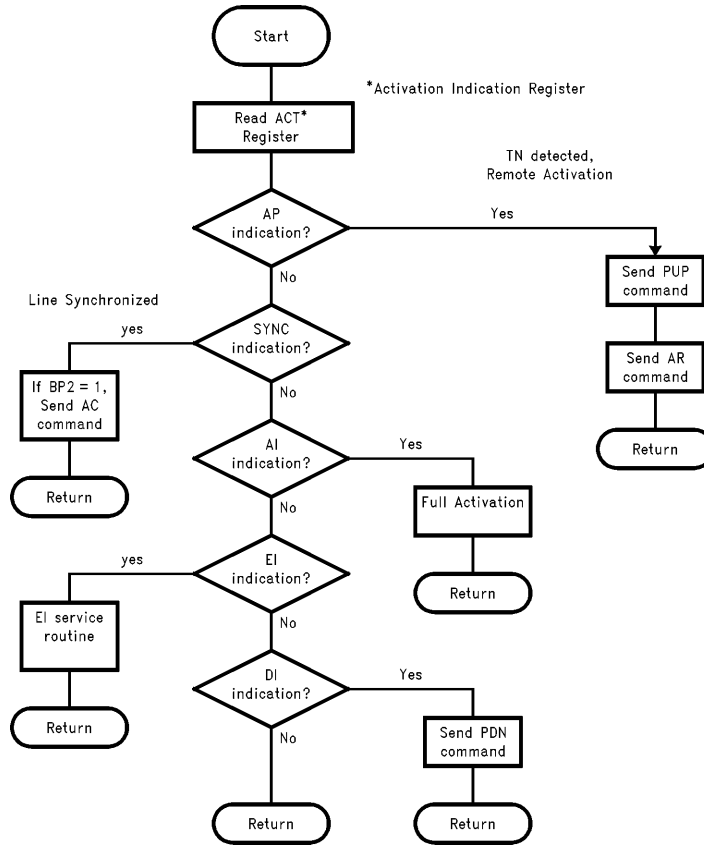 Start
*Activation Indication Register
Read ACT*
Register
TN detected,
Remote Activation
AP
indication?
Yes
No
Send PUP
command
Line Synchronized
yes
SYNC
indication?
No
Send AR
command
If BP2 = 1,
Send AC
command
Return
AI
indication?
Yes
No
Return
Full Activation
yes
EI
indication?
No
Return
EI service
routine
DI
indication?
Yes
No
Return
Send PDN
command
Return
Return